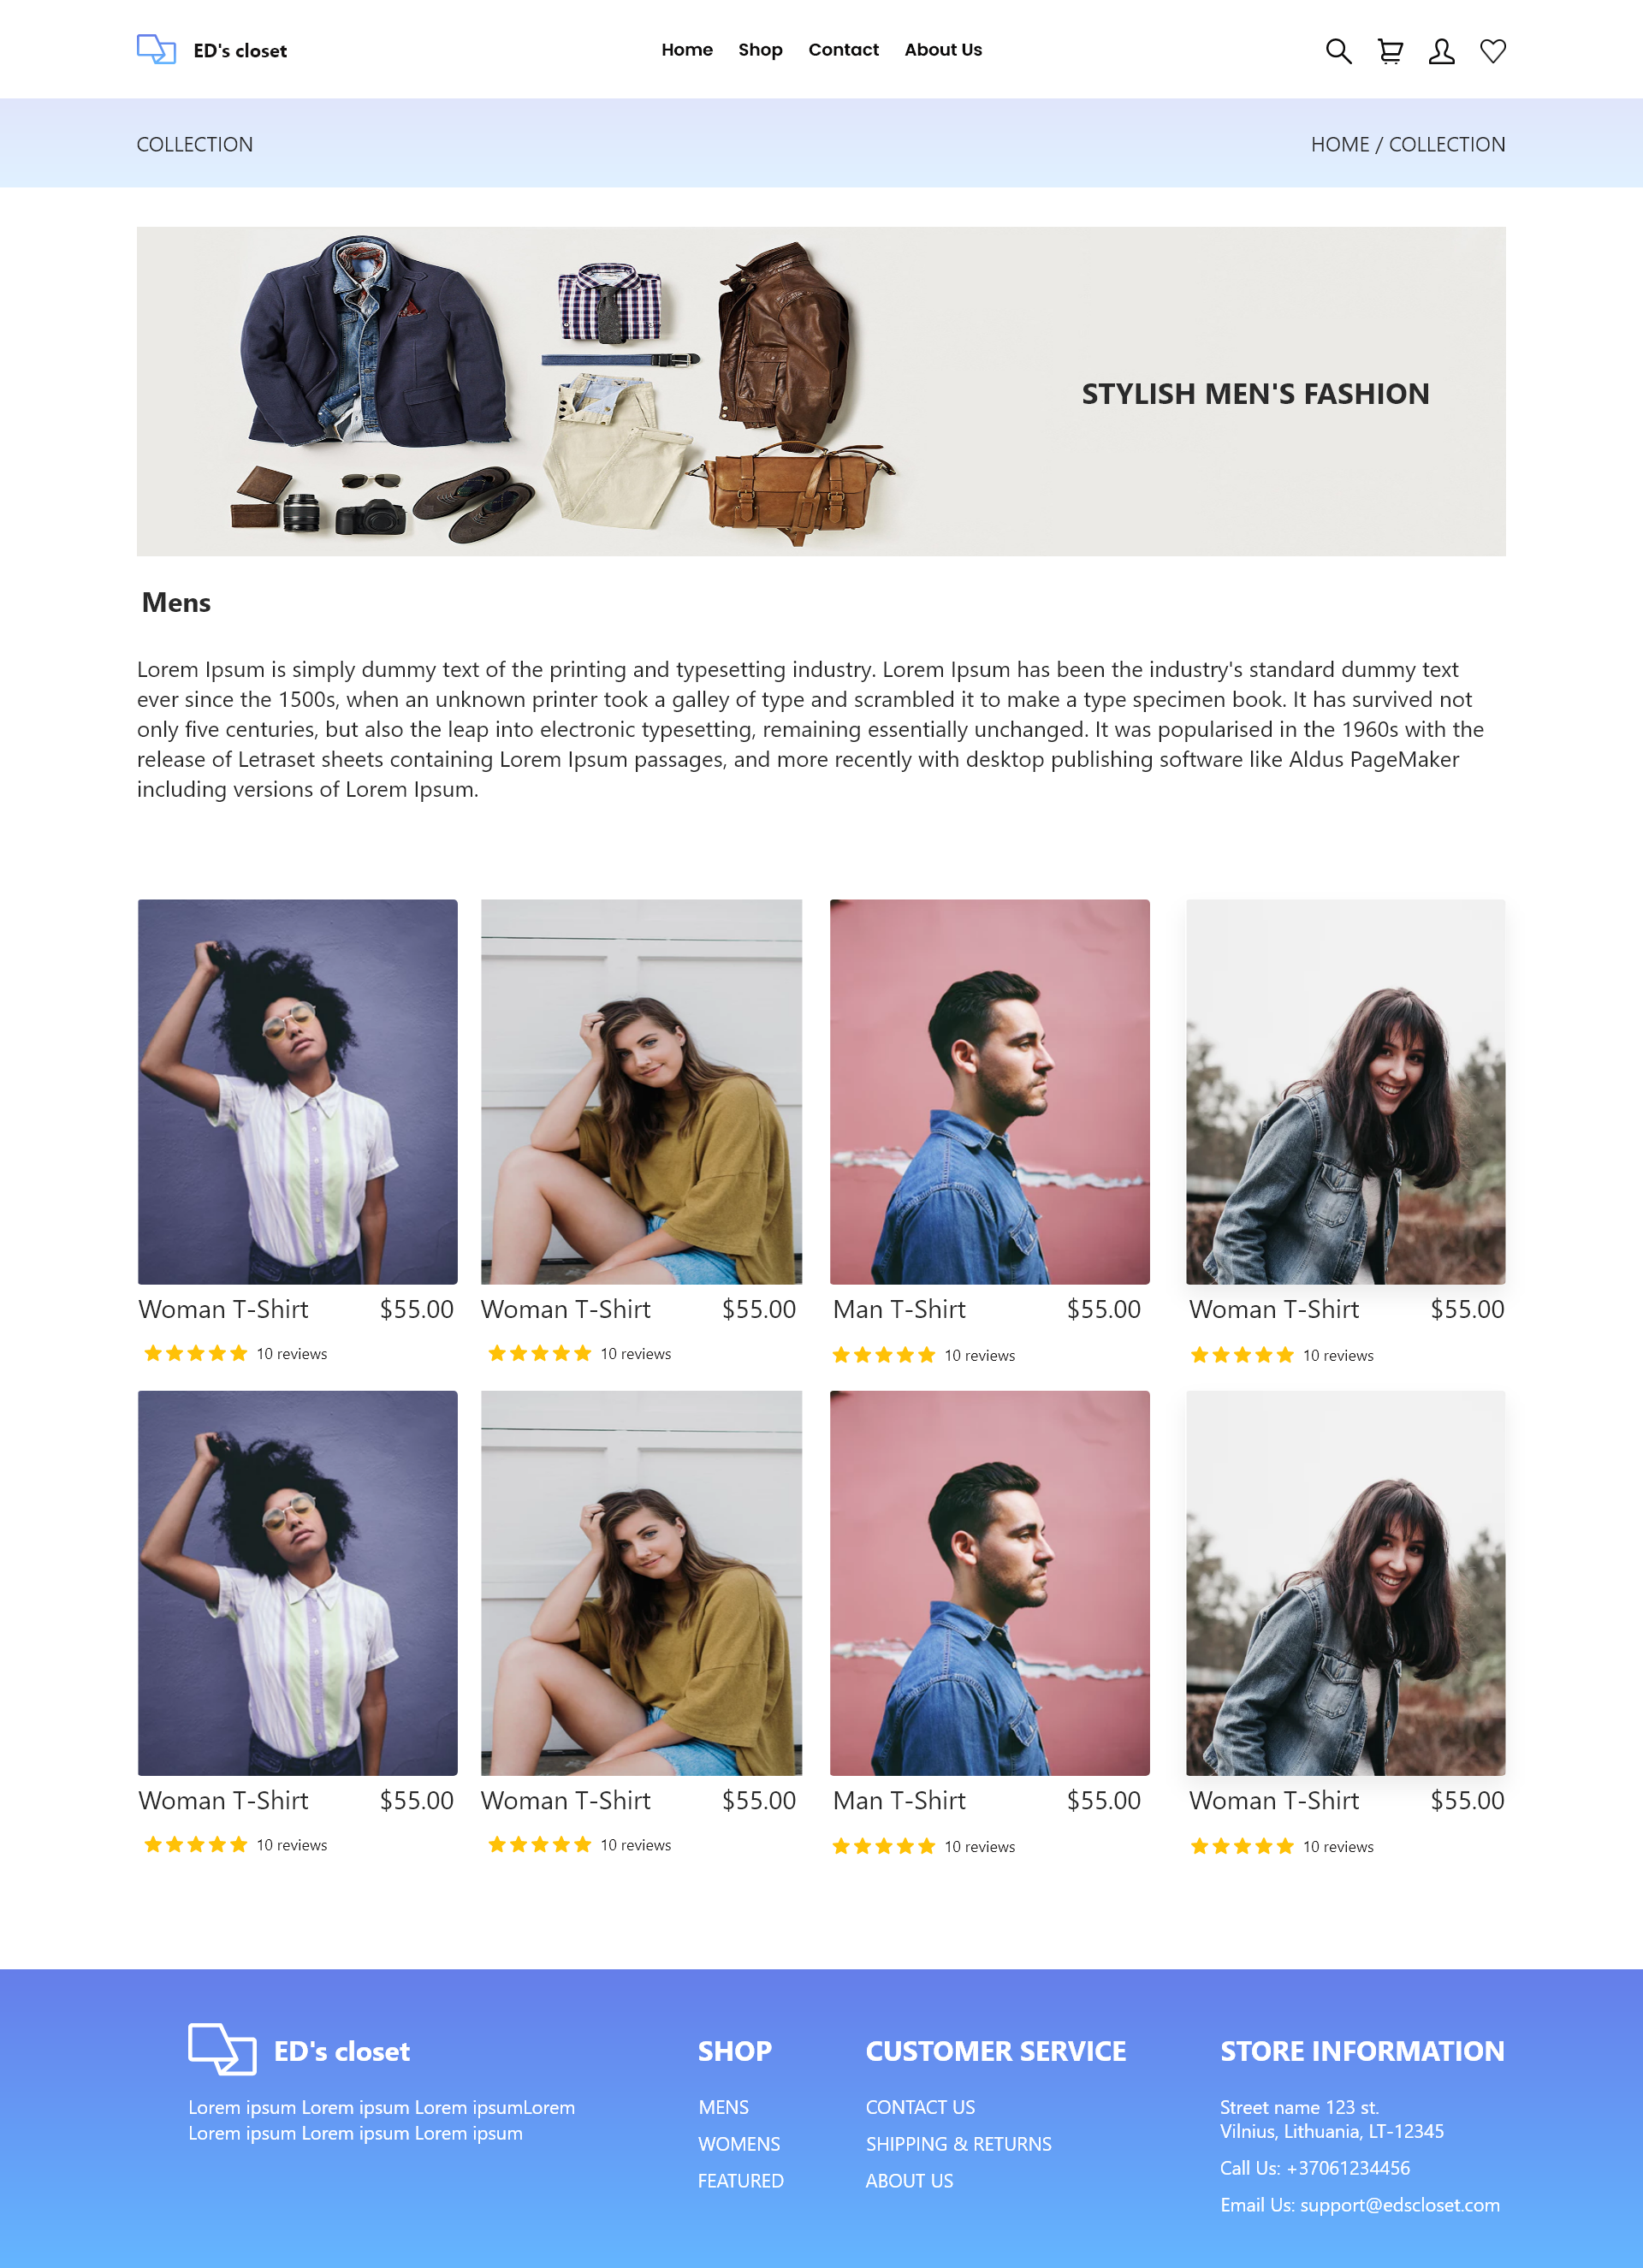 ED's closet
Home Shop Contact About Us
COLLECTION
HOME / COLLECTION
STYLISH MEN'S FASHION
Mens
Lorem Ipsum is simply dummy text of the printing and typesetting industry. Lorem Ipsum has been the industry's standard dummy text
ever since the 1500s, when an unknown printer took a galley of type and scrambled it to make a type specimen book. It has survived not
only five centuries, but also the leap into electronic typesetting, remaining essentially unchanged. It was popularised in the 1960s with the
release of Letraset sheets containing Lorem Ipsum passages, and more recently with desktop publishing software like Aldus PageMaker
including versions of Lorem Ipsum.
Woman T-Shirt $55.00
10 reviews
Woman T-Shirt $55.00
10 reviews
Man T-Shirt $55.00
10 reviews
Woman T-Shirt $55.00
10 reviews
Woman T-Shirt $55.00
10 reviews
Woman T-Shirt $55.00
10 reviews
Man T-Shirt $55.00
10 reviews
Woman T-Shirt $55.00
10 reviews
ED's closet
Lorem ipsum Lorem ipsum Lorem ipsumLorem
Lorem ipsum Lorem ipsum Lorem ipsum
SHOP
MENS
WOMENS
FEATURED
CUSTOMER SERVICE
CONTACT US
SHIPPING & RETURNS
ABOUT US
STORE INFORMATION
Street name 123 st.
Vilnius, Lithuania, LT-12345
Call Us: +37061234456
Email Us: support@edscloset.com